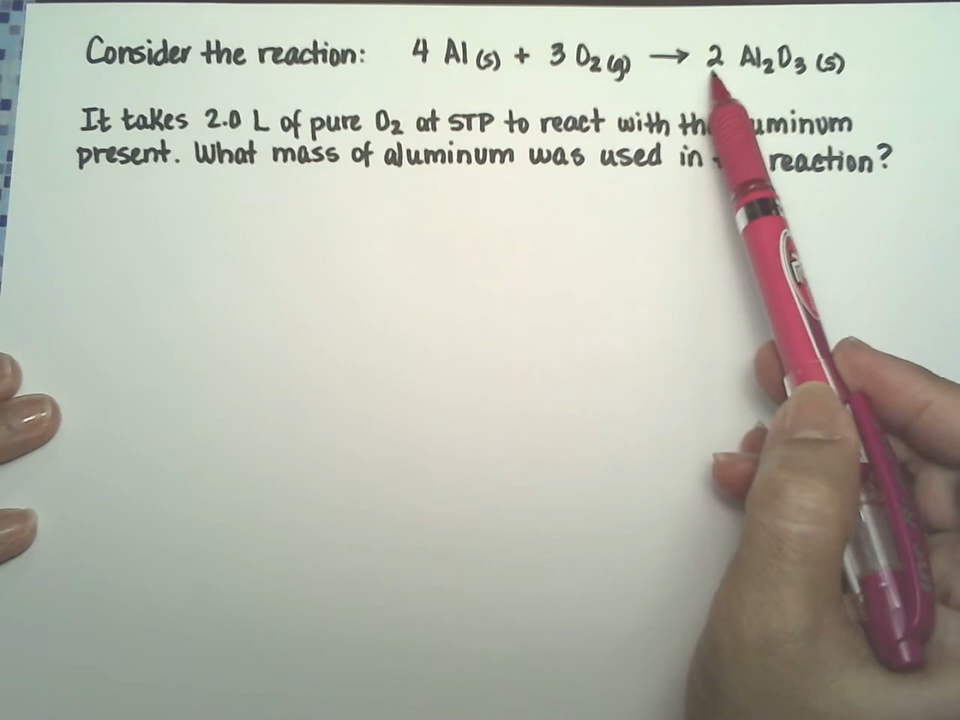 Consider the reaction: 4 Al (s) + 3 O₂ (g) → 2 Al₂O₃ (s)
It takes 2.0 L of pure O₂ at STP to react with
present. What mass of aluminum was used in reaction?